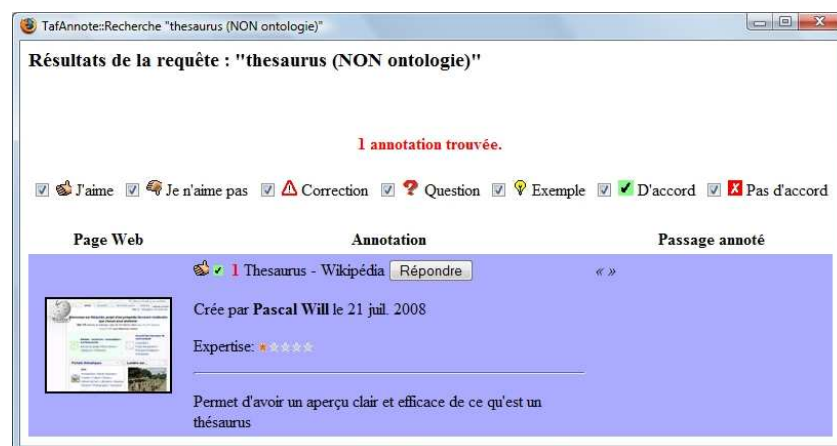 TafAnnote::Recherche "thesaurus (NON ontologie)"
Résultats de la requête : "thesaurus (NON ontologie)"
1 annotation trouvée.
J'aime Je n'aime pas Correction Question Exemple D'accord Pas d'accord
Page Web Annotation Passage annoté
1 Thesaurus - Wikipédia Répondre « »
Crée par Pascal Will le 21 juil. 2008
Expertise:
Permet d'avoir un aperçu clair et efficace de ce qu'est un
thésaurus